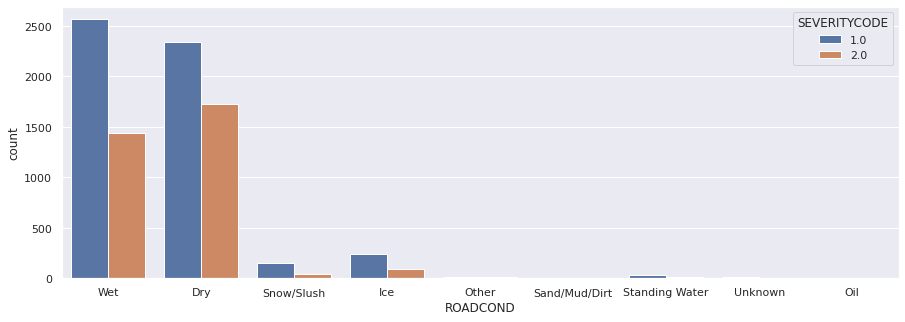 SEVERITYCODE
1.0
2.0
count
2500
2000
1500
1000
500
0
Wet Dry Snow/Slush Ice Other Sand/Mud/Dirt Standing Water Unknown Oil
ROADCOND